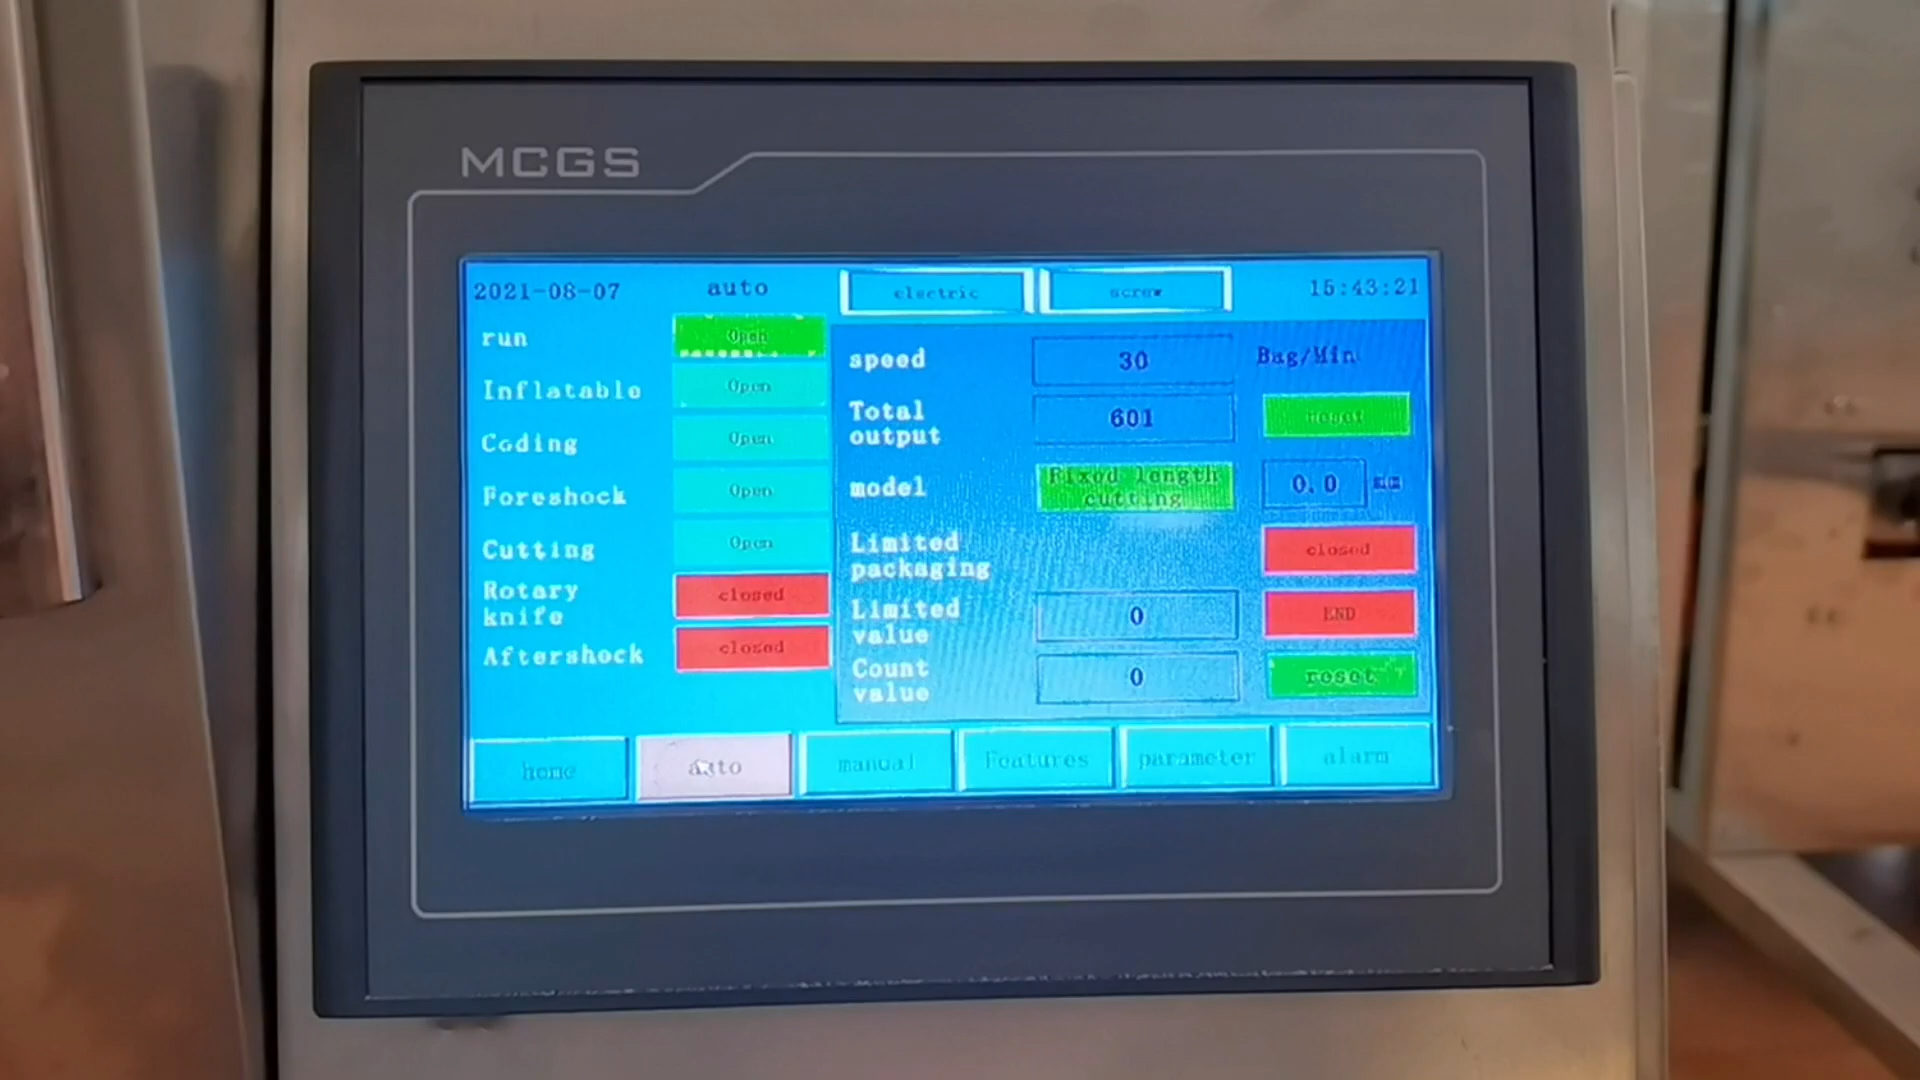 MCGS
2021-08-07 auto electric screw 15:43:21
run Open
Inflatable Open
Coding Open
Foreshock Open
Cutting Open
Rotary
knife closed
Aftershock closed
speed 30 Bag/Min
Total
output 601 reset
model Fixed length
cutting 0.0
Limited
packaging closed
Limited
value 0 END
Count
value 0 reset
home auto manual Features parameter alarm